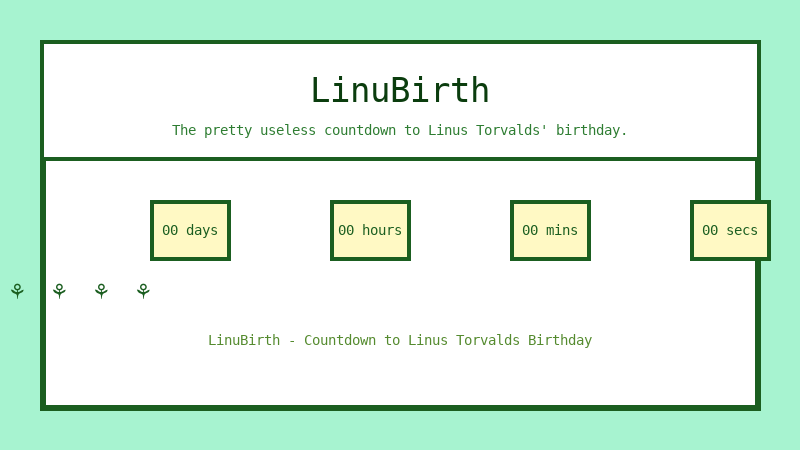 LinuBirth
The pretty useless countdown to Linus Torvalds' birthday.
00 days 00 hours 00 mins 00 secs
⚘ ⚘ ⚘ ⚘
LinuBirth - Countdown to Linus Torvalds Birthday